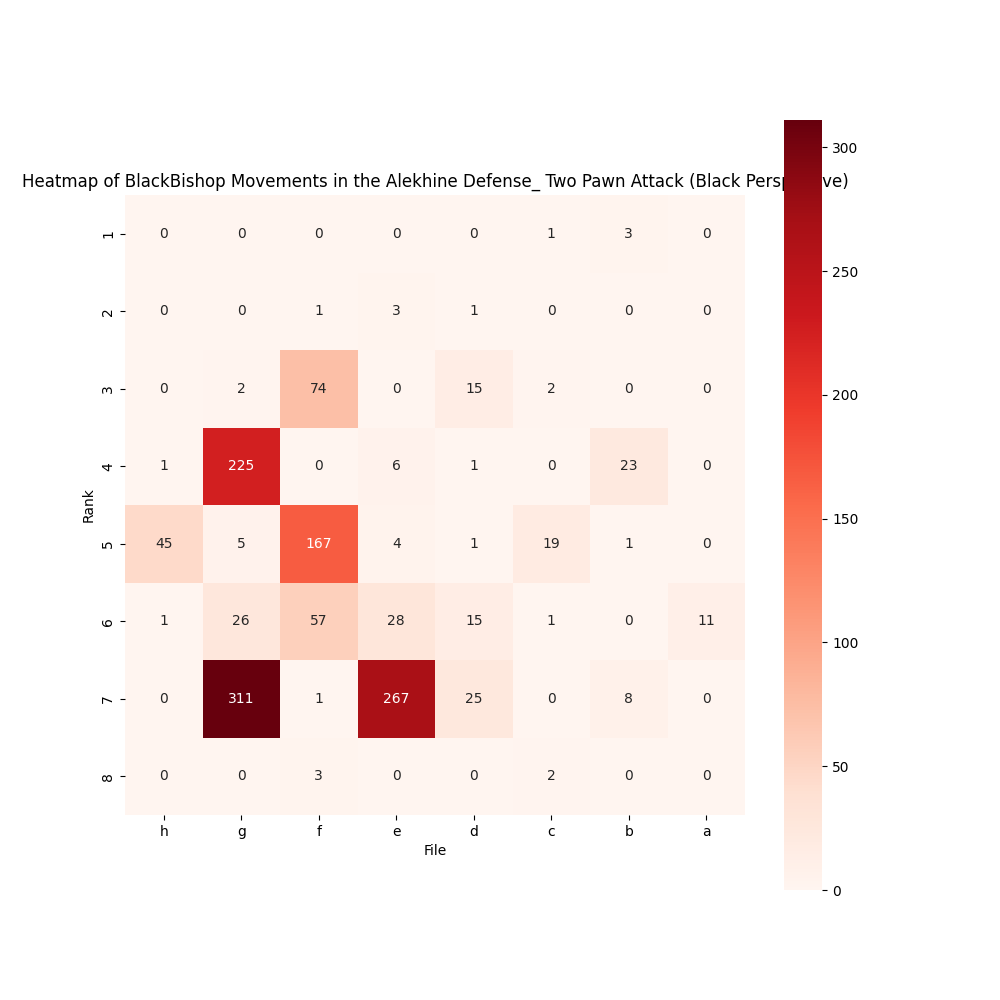 Heatmap of BlackBishop Movements in the Alekhine Defense_ Two Pawn Attack (Black Pers ve)
1 0 0 0 0 0 1 3 0
2 0 0 1 3 1 0 0 0
3 0 2 74 0 15 2 0 0
4 1 225 0 6 1 0 23 0
5 45 5 167 4 1 19 1 0
6 1 26 57 28 15 1 0 11
7 0 311 1 267 25 0 8 0
8 0 0 3 0 0 2 0 0
h g f e d c b a
File
Rank
300
250
200
150
100
50
0